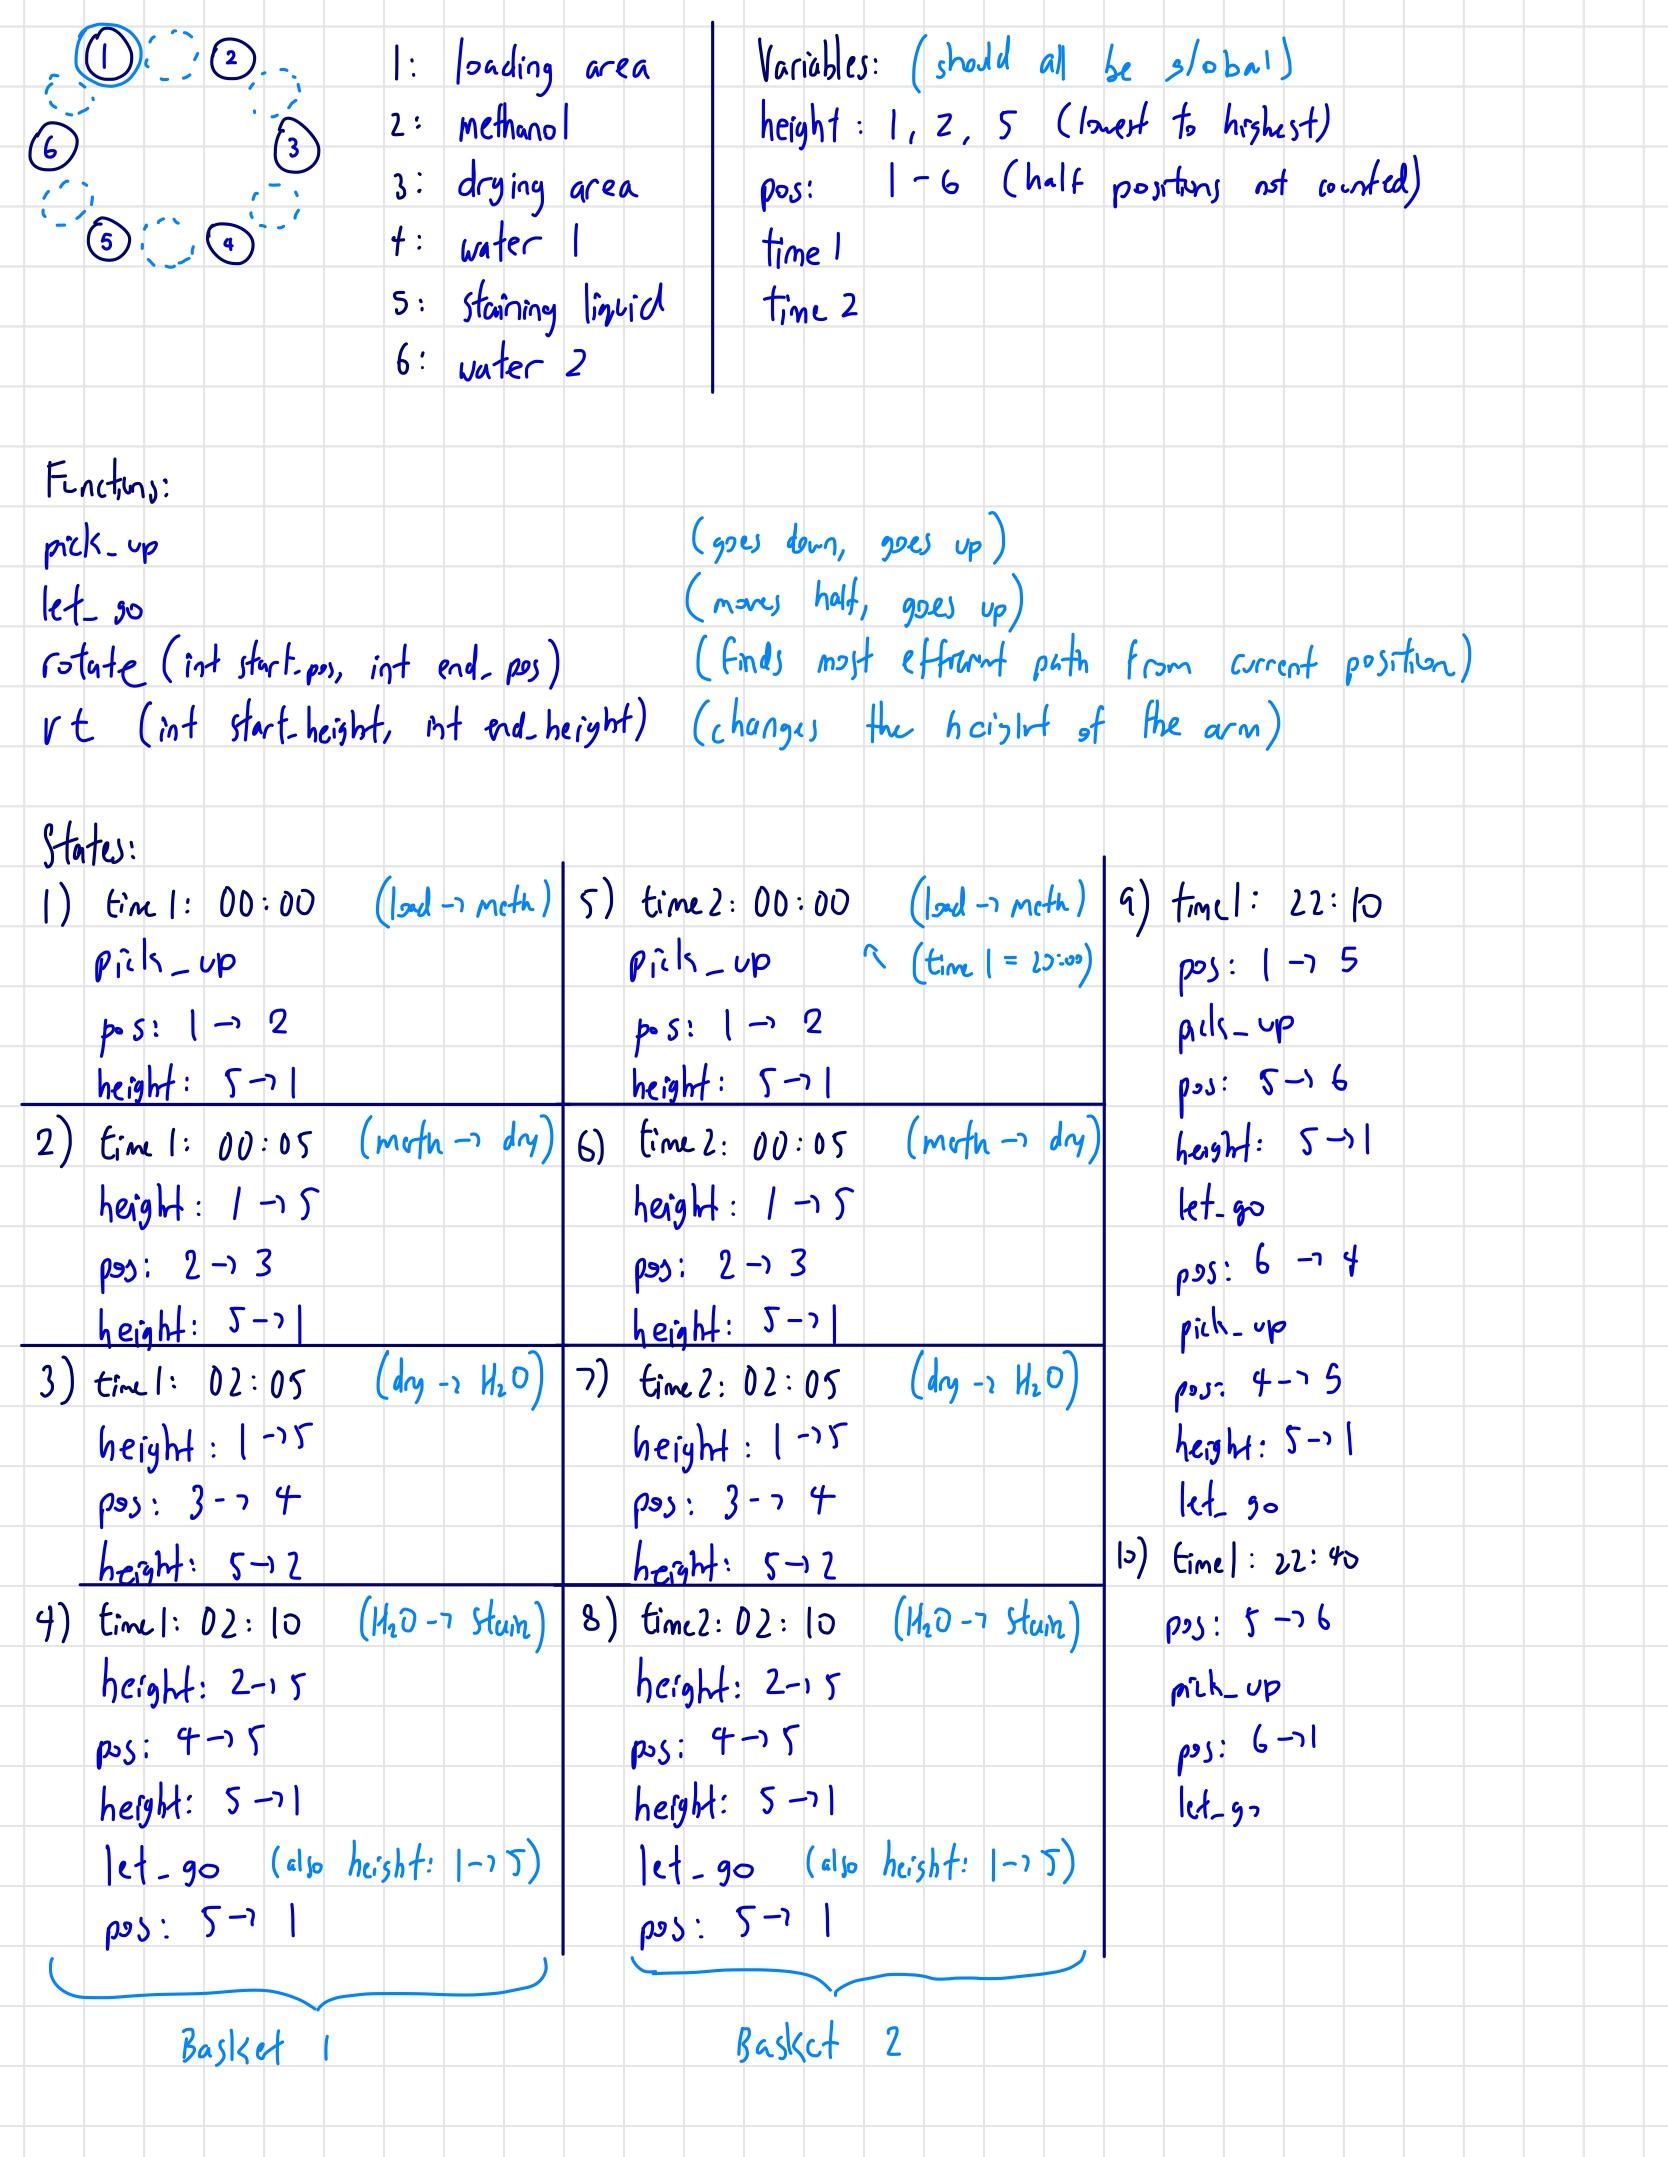 1
2
3
4
5
6
1: loading area
2: methanol
3: drying area
4: water 1
5: staining liquid
6: water 2
Variables: (should all be global)
height: 1, 2, 5 (lowest to highest)
pos: 1-6 (half positions not counted)
time 1
time 2
Functions:
pick_up (goes down, goes up)
let_go (moves half, goes up)
rotate (int start_pos, int end_pos) (finds most efficient path from current position)
rt (int start_height, int end_height) (changes the height of the arm)
States:
1) time 1: 00:00 (load → meth)
pick_up
pos: 1 → 2
height: 5 → 1
2) time 1: 00:05 (meth → dry)
height: 1 → 5
pos: 2 → 3
height: 5 → 1
3) time 1: 02:05 (dry → H₂O)
height: 1 → 5
pos: 3 → 4
height: 5 → 2
4) time 1: 02:10 (H₂O → stain)
height: 2 → 5
pos: 4 → 5
height: 5 → 1
let_go (also height: 1 → 5)
pos: 5 → 1
Basket 1
5) time 2: 00:00 (load → meth)
pick_up (time 1 = 20:00)
pos: 1 → 2
height: 5 → 1
6) time 2: 00:05 (meth → dry)
height: 1 → 5
pos: 2 → 3
height: 5 → 1
7) time 2: 02:05 (dry → H₂O)
height: 1 → 5
pos: 3 → 4
height: 5 → 2
8) time 2: 02:10 (H₂O → stain)
height: 2 → 5
pos: 4 → 5
height: 5 → 1
let_go (also height: 1 → 5)
pos: 5 → 1
Basket 2
9) time 1: 22:10
pos: 1 → 5
pick_up
pos: 5 → 6
height: 5 → 1
let_go
pos: 6 → 4
pick_up
pos: 4 → 5
height: 5 → 1
let_go
10) time 1: 22:40
pos: 5 → 6
pick_up
pos: 6 → 1
let_go